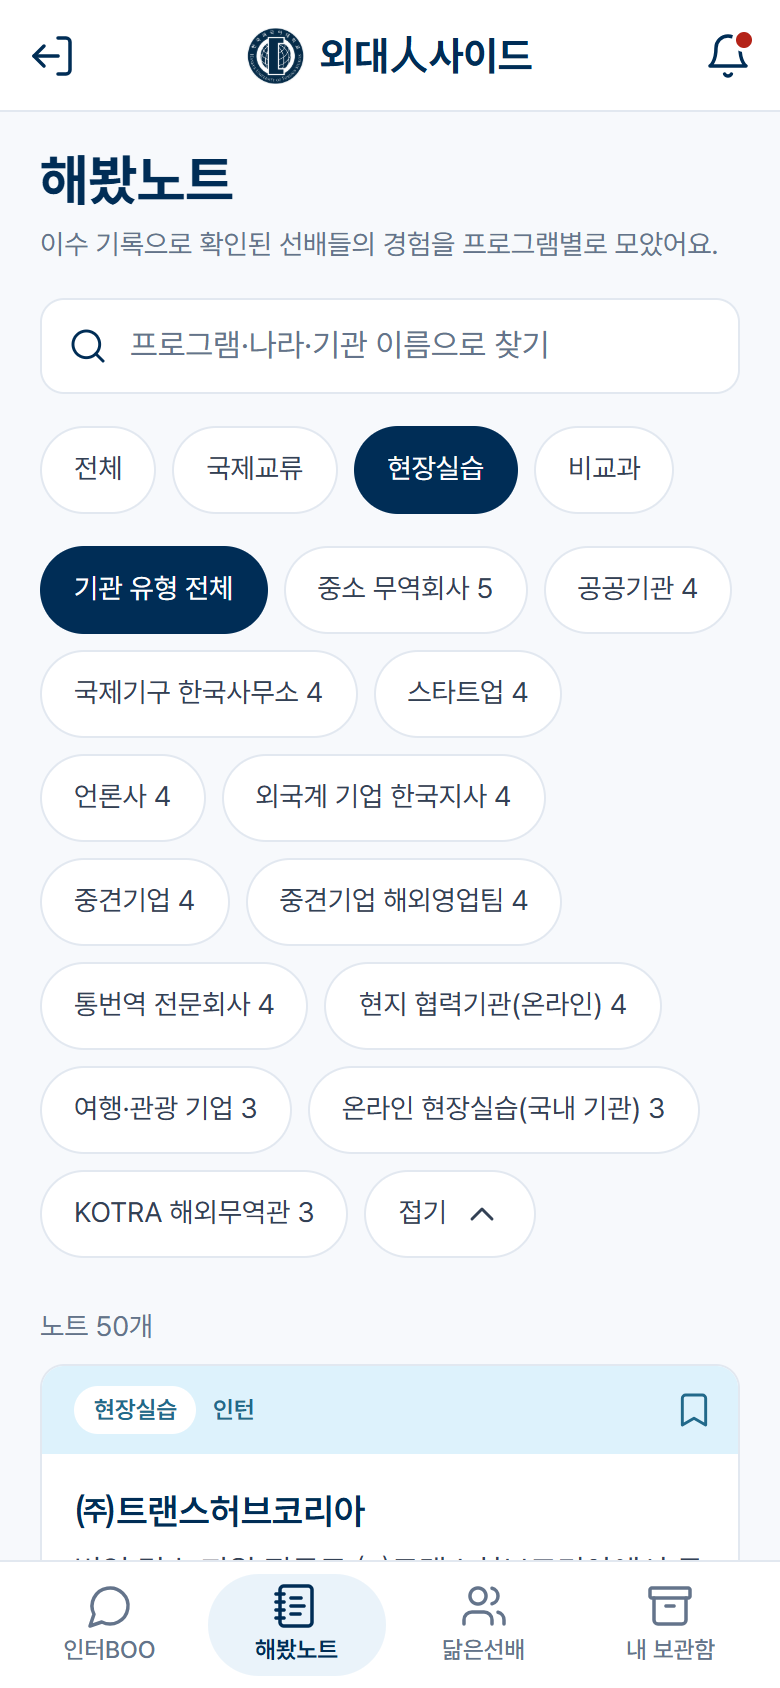 외대人사이드
해봤노트
이수 기록으로 확인된 선배들의 경험을 프로그램별로 모았어요.
프로그램·나라·기관 이름으로 찾기
전체 국제교류 현장실습 비교과
기관 유형 전체 중소 무역회사 5 공공기관 4
국제기구 한국사무소 4 스타트업 4
언론사 4 외국계 기업 한국지사 4
중견기업 4 중견기업 해외영업팀 4
통번역 전문회사 4 현지 협력기관(온라인) 4
여행·관광 기업 3 온라인 현장실습(국내 기관) 3
KOTRA 해외무역관 3 접기
노트 50개
현장실습 인턴
㈜트랜스허브코리아
인터BOO 해봤노트 닮은선배 내 보관함